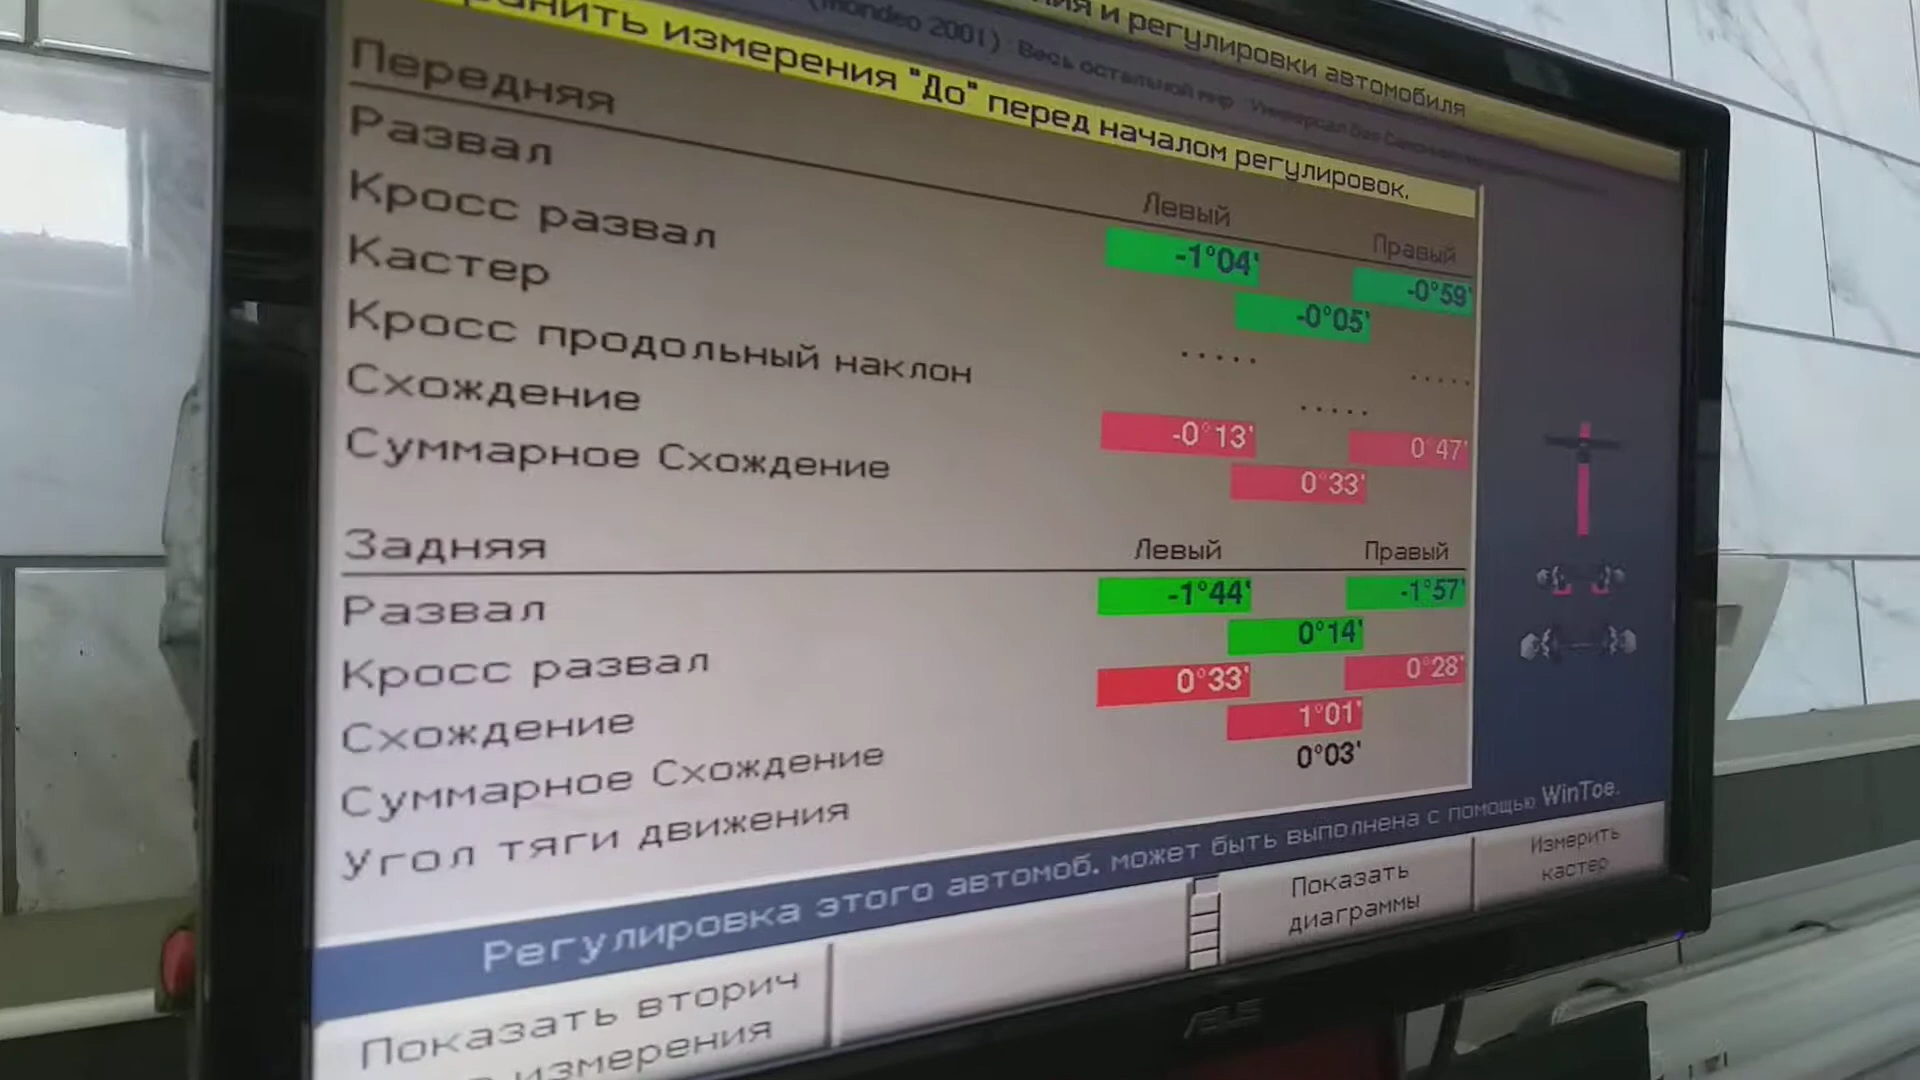 ия и регулировки автомобиля
(Mondeo 2001) Весь остальной мир
ранить измерения "До" перед началом регулировок.
Передняя
Левый Правый
Развал -1°04' -0°59'
Кросс развал -0°05'
Кастер ..... .....
Кросс продольный наклон .....
Схождение -0°13' 0°47'
Суммарное Схождение 0°33'
Задняя Левый Правый
Развал -1°44' -1°57'
Кросс развал 0°14'
Схождение 0°33' 0°28'
Суммарное Схождение 1°01'
Угол тяги движения 0°03'
Регулировка этого автомоб. может быть выполнена с помощью WinToe.
Показать вторич
измерения
Показать
диаграммы
Измерить
кастер
ASUS